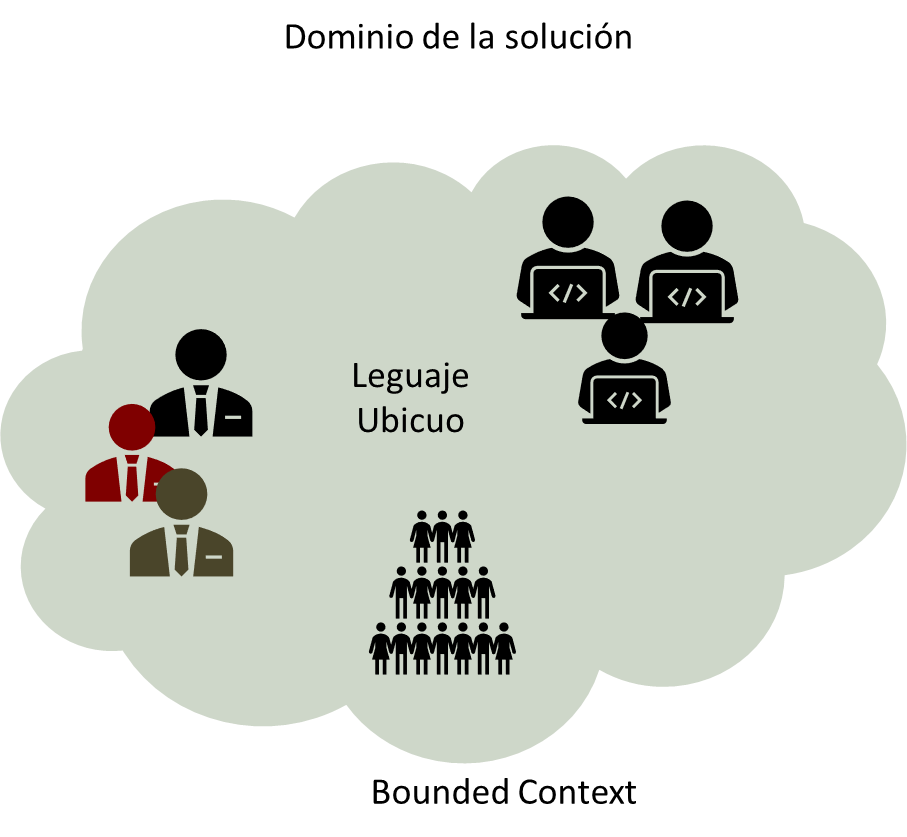 Dominio de la solución
</>
</>
</>
Leguaje
Ubicuo
Bounded Context